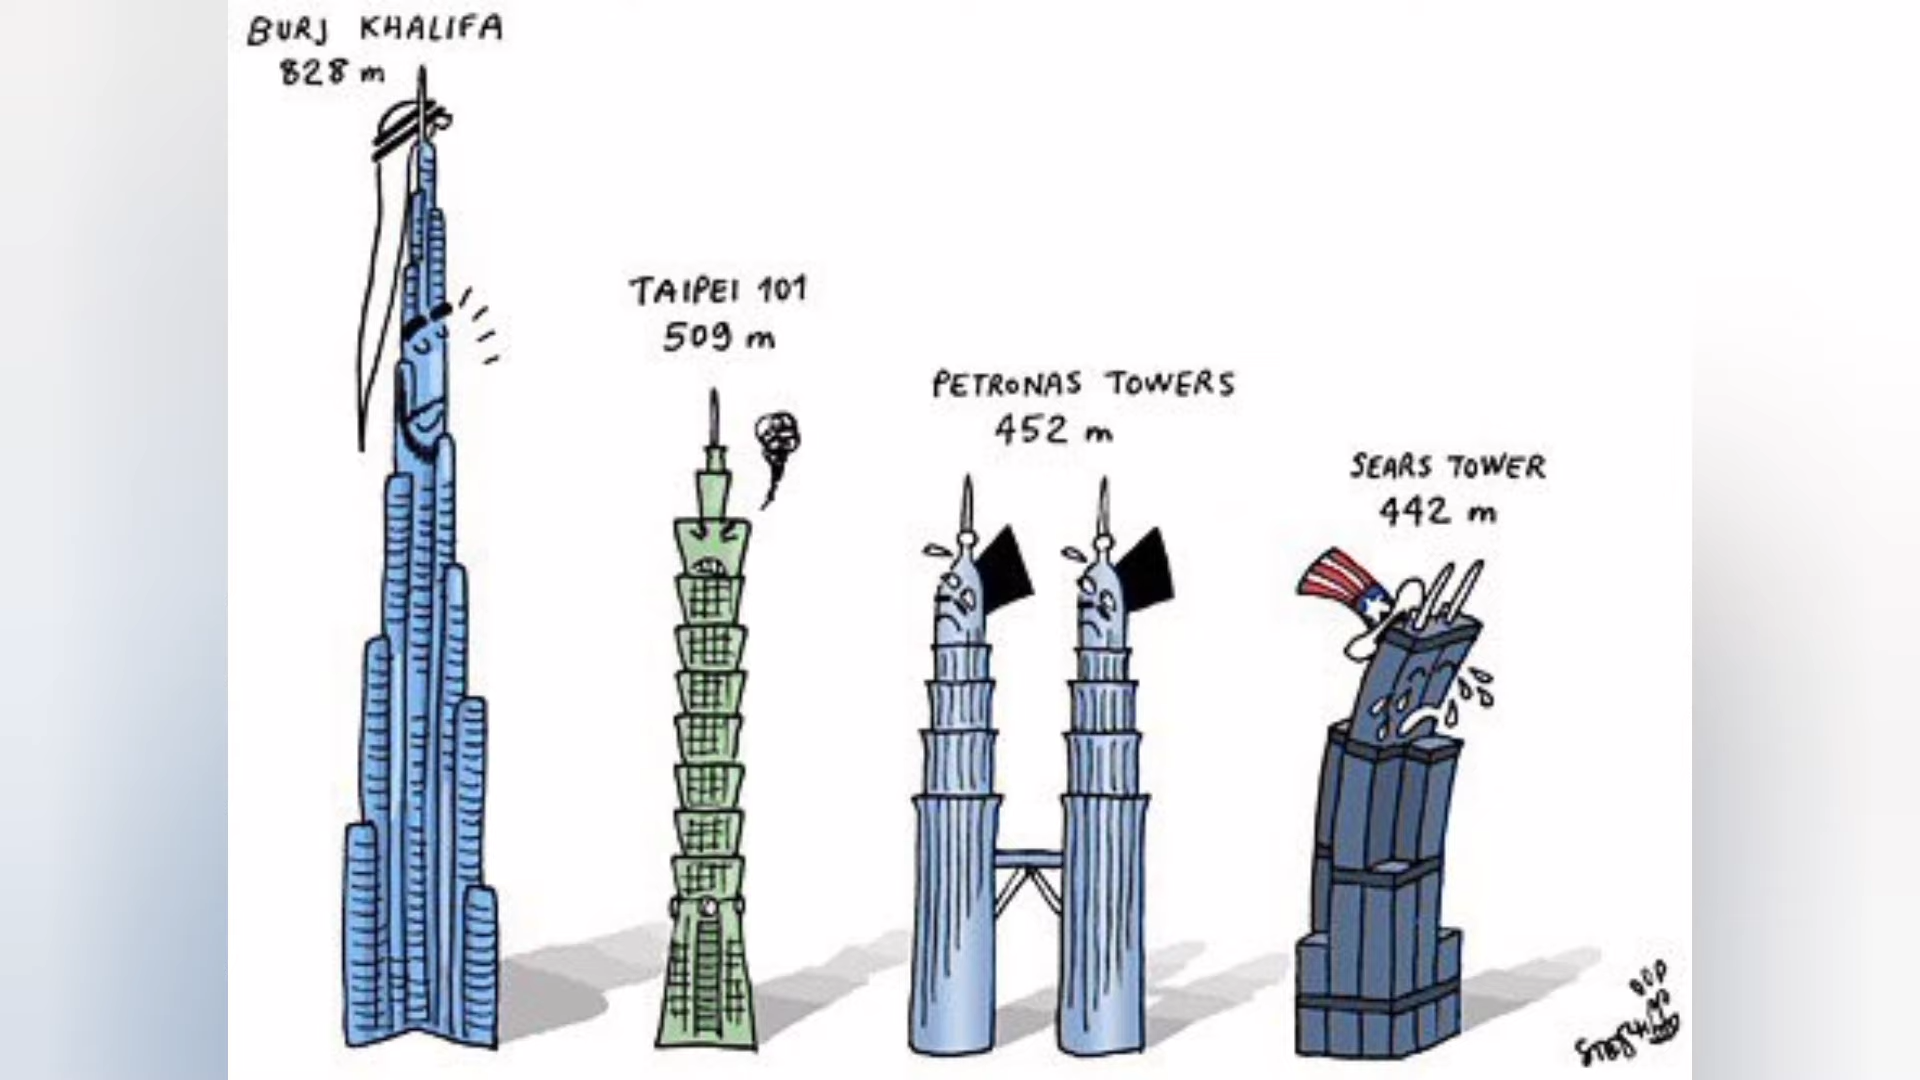 BURJ KHALIFA
828 m
TAIPEI 101
509 m
PETRONAS TOWERS
452 m
SEARS TOWER
442 m